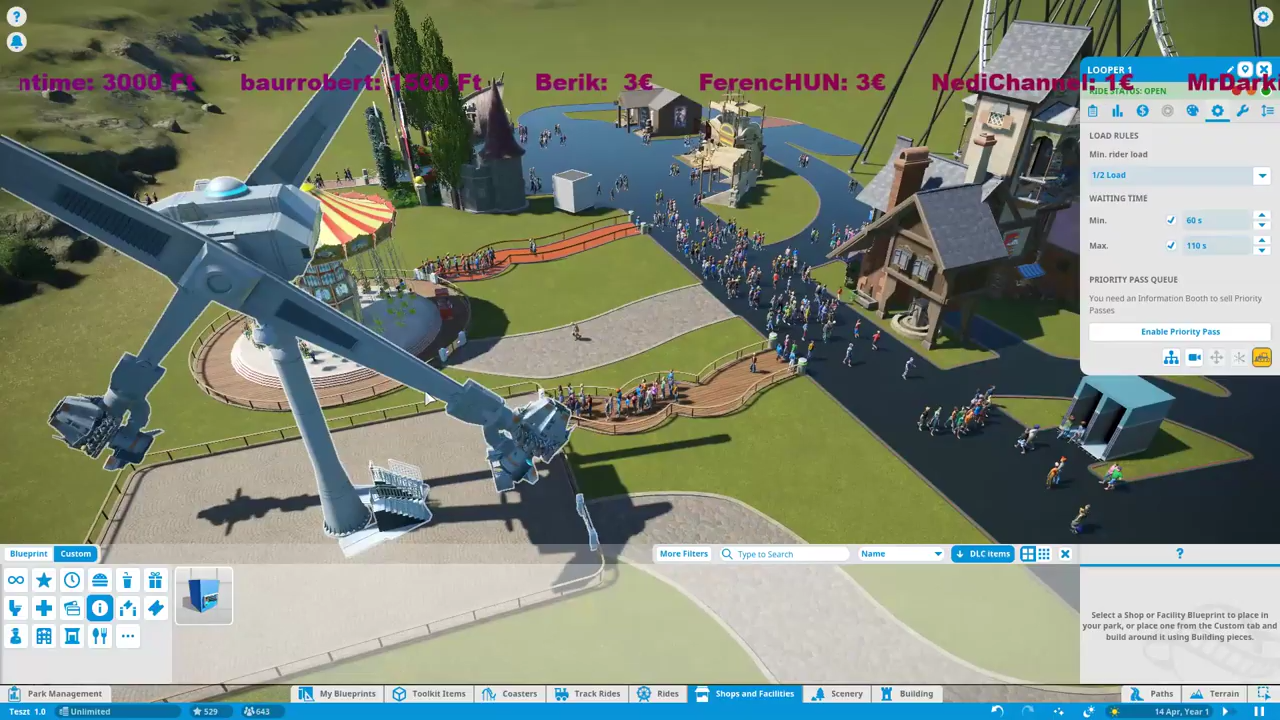 LOOPER 1
ntime: 3000 Ft baurrobert: 1500 Ft Berik: 3€ FerencHUN: 3€ NediChannel: 1€ MrDark
RIDE STATUS: OPEN
LOAD RULES
Min. rider load
1/2 Load
WAITING TIME
Min. 60 s
Max. 110 s
PRIORITY PASS QUEUE
You need an Information Booth to sell Priority
Passes
Enable Priority Pass
Blueprint Custom More Filters Type to Search Name DLC items
Select a Shop or Facility Blueprint to place in
your park, or place one from the Custom tab and
build around it using Building pieces.
Park Management My Blueprints Toolkit Items Coasters Track Rides Rides Shops and Facilities Scenery Building Paths Terrain
Teszt 1.0 Unlimited 529 643 14 Apr, Year 1